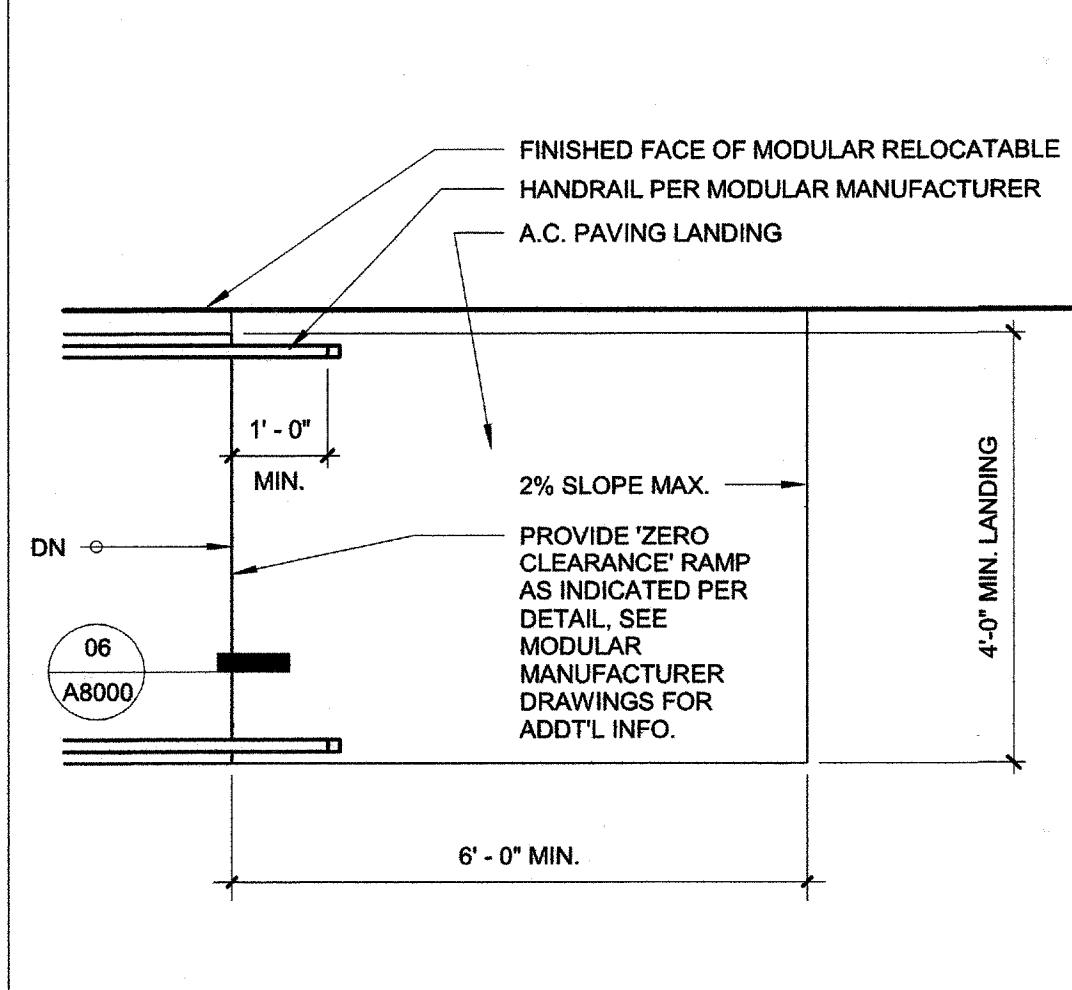 FINISHED FACE OF MODULAR RELOCATABLE
HANDRAIL PER MODULAR MANUFACTURER
A.C. PAVING LANDING
1' - 0"
MIN.
2% SLOPE MAX.
DN
PROVIDE 'ZERO
CLEARANCE' RAMP
AS INDICATED PER
DETAIL, SEE
MODULAR
MANUFACTURER
DRAWINGS FOR
ADDT'L INFO.
06
A8000
4'-0" MIN. LANDING
6' - 0" MIN.